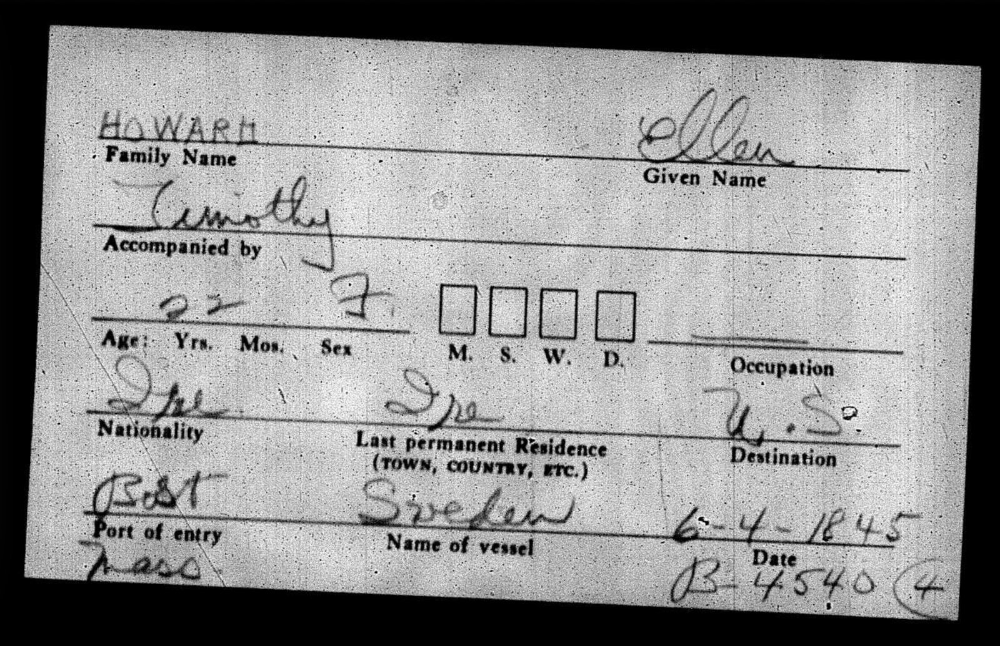 HOWARD Ellen
Family Name Given Name
Timothy
Accompanied by
22 F.
Age: Yrs. Mos. Sex M. S. W. D. Occupation
Ire Ire U.S.
Nationality Last permanent Residence Destination
(TOWN, COUNTRY, ETC.)
Bost Sweden 6-4-1845
Port of entry Name of vessel Date
Mass B-4540 4